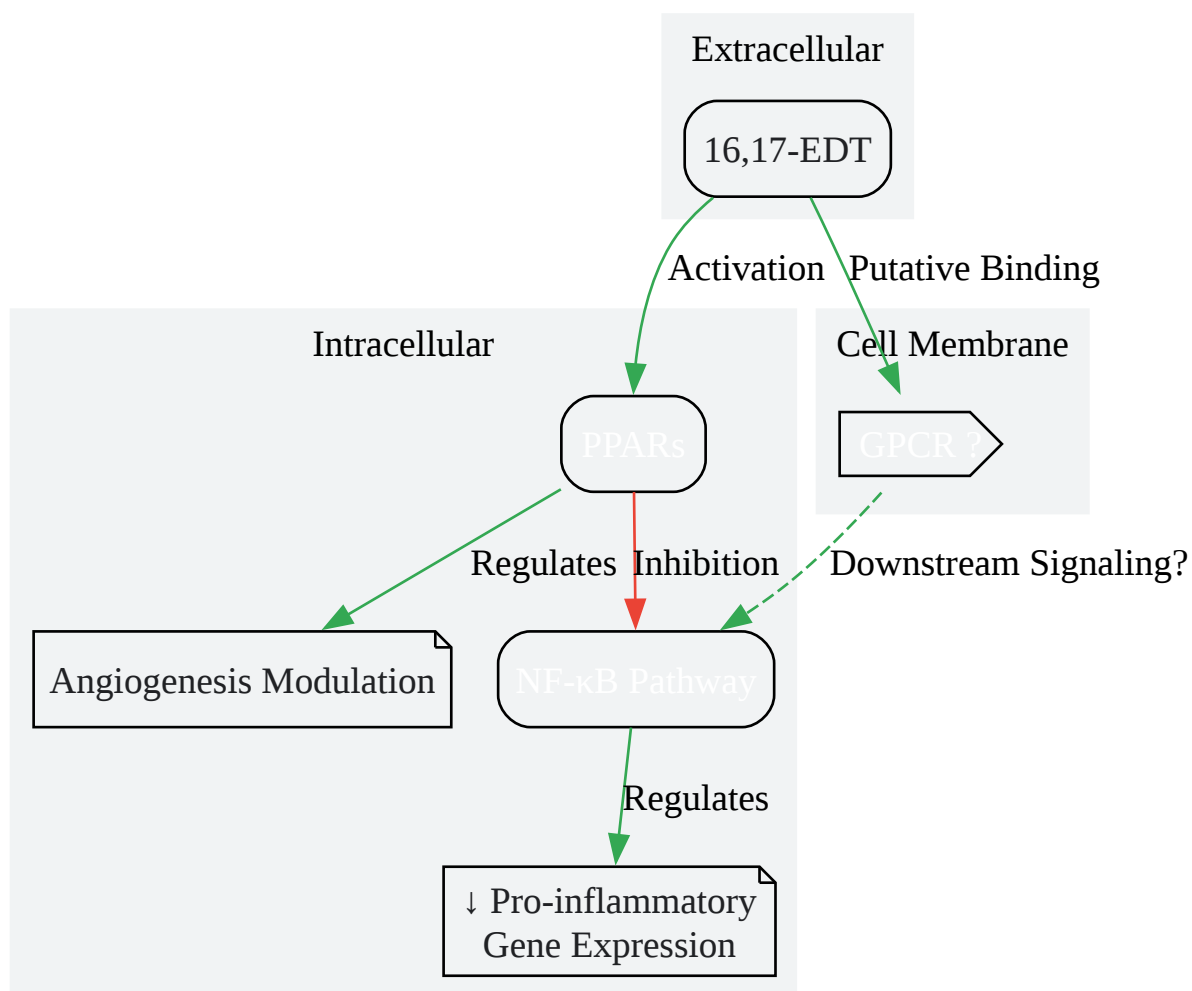 Extracellular
16,17-EDT
Activation
Putative Binding
Intracellular
Cell Membrane
PPARs
GPCR ?
Regulates
Inhibition
Downstream Signaling?
Angiogenesis Modulation
NF-κB Pathway
Regulates
↓ Pro-inflammatory
Gene Expression